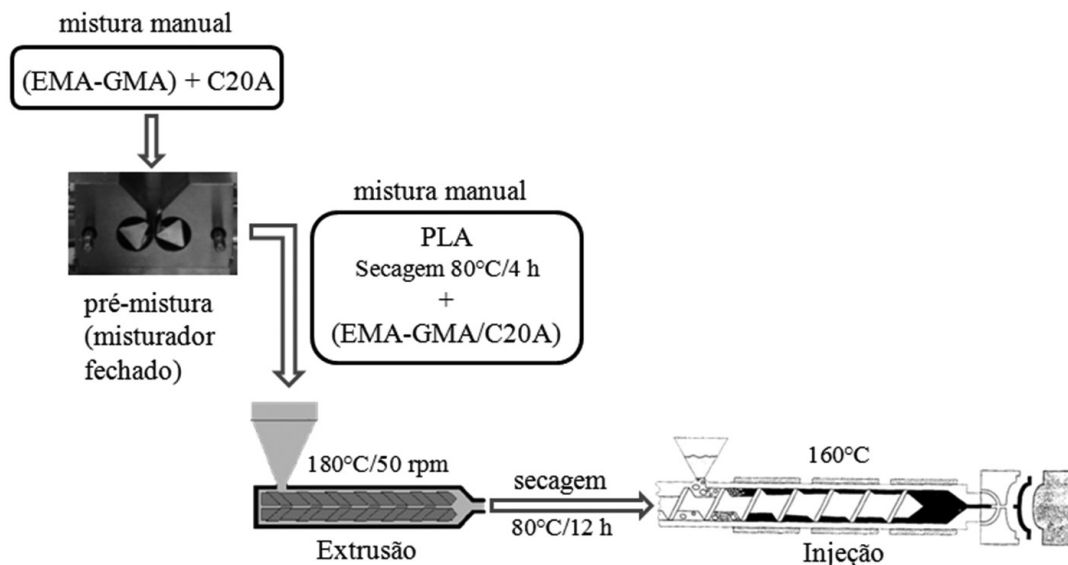 mistura manual
(EMA-GMA) + C20A
pré-mistura
(misturador
fechado)
mistura manual
PLA
Secagem 80°C/4 h
+
(EMA-GMA/C20A)
180°C/50 rpm
Extrusão
secagem
80°C/12 h
160°C
Injeção